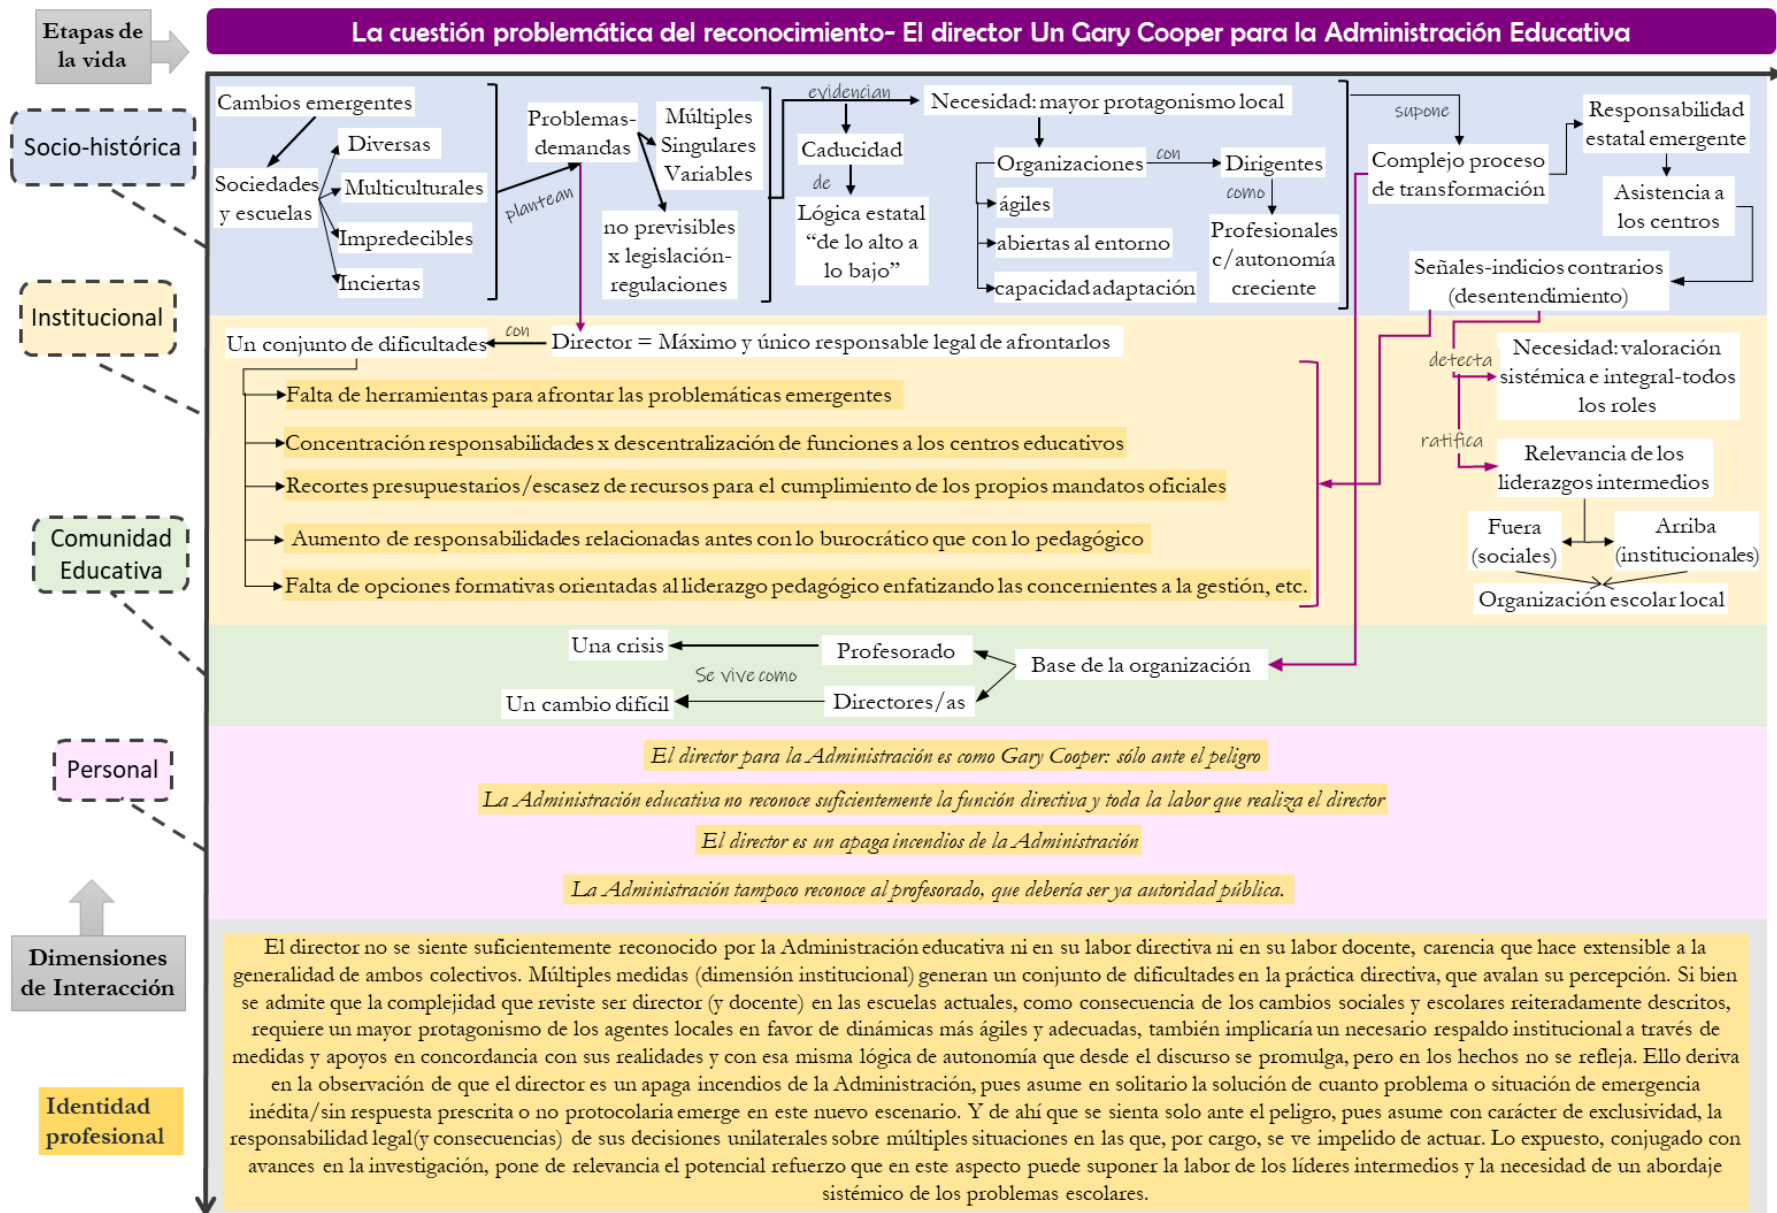 Etapas de
la vida
La cuestión problemática del reconocimiento- El director Un Gary Cooper para la Administración Educativa
Socio-histórica
Cambios emergentes
Sociedades
y escuelas
Diversas
Multiculturales
Impredecibles
Inciertas
plantean
Problemas-
demandas
Múltiples
Singulares
Variables
no previsibles
x legislación-
regulaciones
evidencian
Caducidad
de
Lógica estatal
“de lo alto a
lo bajo”
Necesidad: mayor protagonismo local
Organizaciones
con
Dirigentes
ágiles
abiertas al entorno
capacidad adaptación
como
Profesionales
c/autonomía
creciente
supone
Complejo proceso
de transformación
Responsabilidad
estatal emergente
Asistencia a
los centros
Señales-indicios contrarios
(desentendimiento)
Institucional
Un conjunto de dificultades
con
Director = Máximo y único responsable legal de afrontarlos
Falta de herramientas para afrontar las problemáticas emergentes
Concentración responsabilidades x descentralización de funciones a los centros educativos
Recortes presupuestarios/escasez de recursos para el cumplimiento de los propios mandatos oficiales
Aumento de responsabilidades relacionadas antes con lo burocrático que con lo pedagógico
Falta de opciones formativas orientadas al liderazgo pedagógico enfatizando las concernientes a la gestión, etc.
detecta
Necesidad: valoración
sistémica e integral-todos
los roles
ratifica
Relevancia de los
liderazgos intermedios
Fuera
(sociales)
Arriba
(institucionales)
Organización escolar local
Comunidad
Educativa
Una crisis
Profesorado
Se vive como
Base de la organización
Un cambio difícil
Directores/as
Personal
El director para la Administración es como Gary Cooper: sólo ante el peligro
La Administración educativa no reconoce suficientemente la función directiva y toda la labor que realiza el director
El director es un apaga incendios de la Administración
La Administración tampoco reconoce al profesorado, que debería ser ya autoridad pública.
Dimensiones
de Interacción
Identidad
profesional
El director no se siente suficientemente reconocido por la Administración educativa ni en su labor directiva ni en su labor docente, carencia que hace extensible a la
generalidad de ambos colectivos. Múltiples medidas (dimensión institucional) generan un conjunto de dificultades en la práctica directiva, que avalan su percepción. Si bien
se admite que la complejidad que reviste ser director (y docente) en las escuelas actuales, como consecuencia de los cambios sociales y escolares reiteradamente descritos,
requiere un mayor protagonismo de los agentes locales en favor de dinámicas más ágiles y adecuadas, también implicaría un necesario respaldo institucional a través de
medidas y apoyos en concordancia con sus realidades y con esa misma lógica de autonomía que desde el discurso se promulga, pero en los hechos no se refleja. Ello deriva
en la observación de que el director es un apaga incendios de la Administración, pues asume en solitario la solución de cuanto problema o situación de emergencia
inédita/sin respuesta prescrita o no protocolaria emerge en este nuevo escenario. Y de ahí que se sienta solo ante el peligro, pues asume con carácter de exclusividad, la
responsabilidad legal(y consecuencias) de sus decisiones unilaterales sobre múltiples situaciones en las que, por cargo, se ve impelido de actuar. Lo expuesto, conjugado con
avances en la investigación, pone de relevancia el potencial refuerzo que en este aspecto puede suponer la labor de los líderes intermedios y la necesidad de un abordaje
sistémico de los problemas escolares.